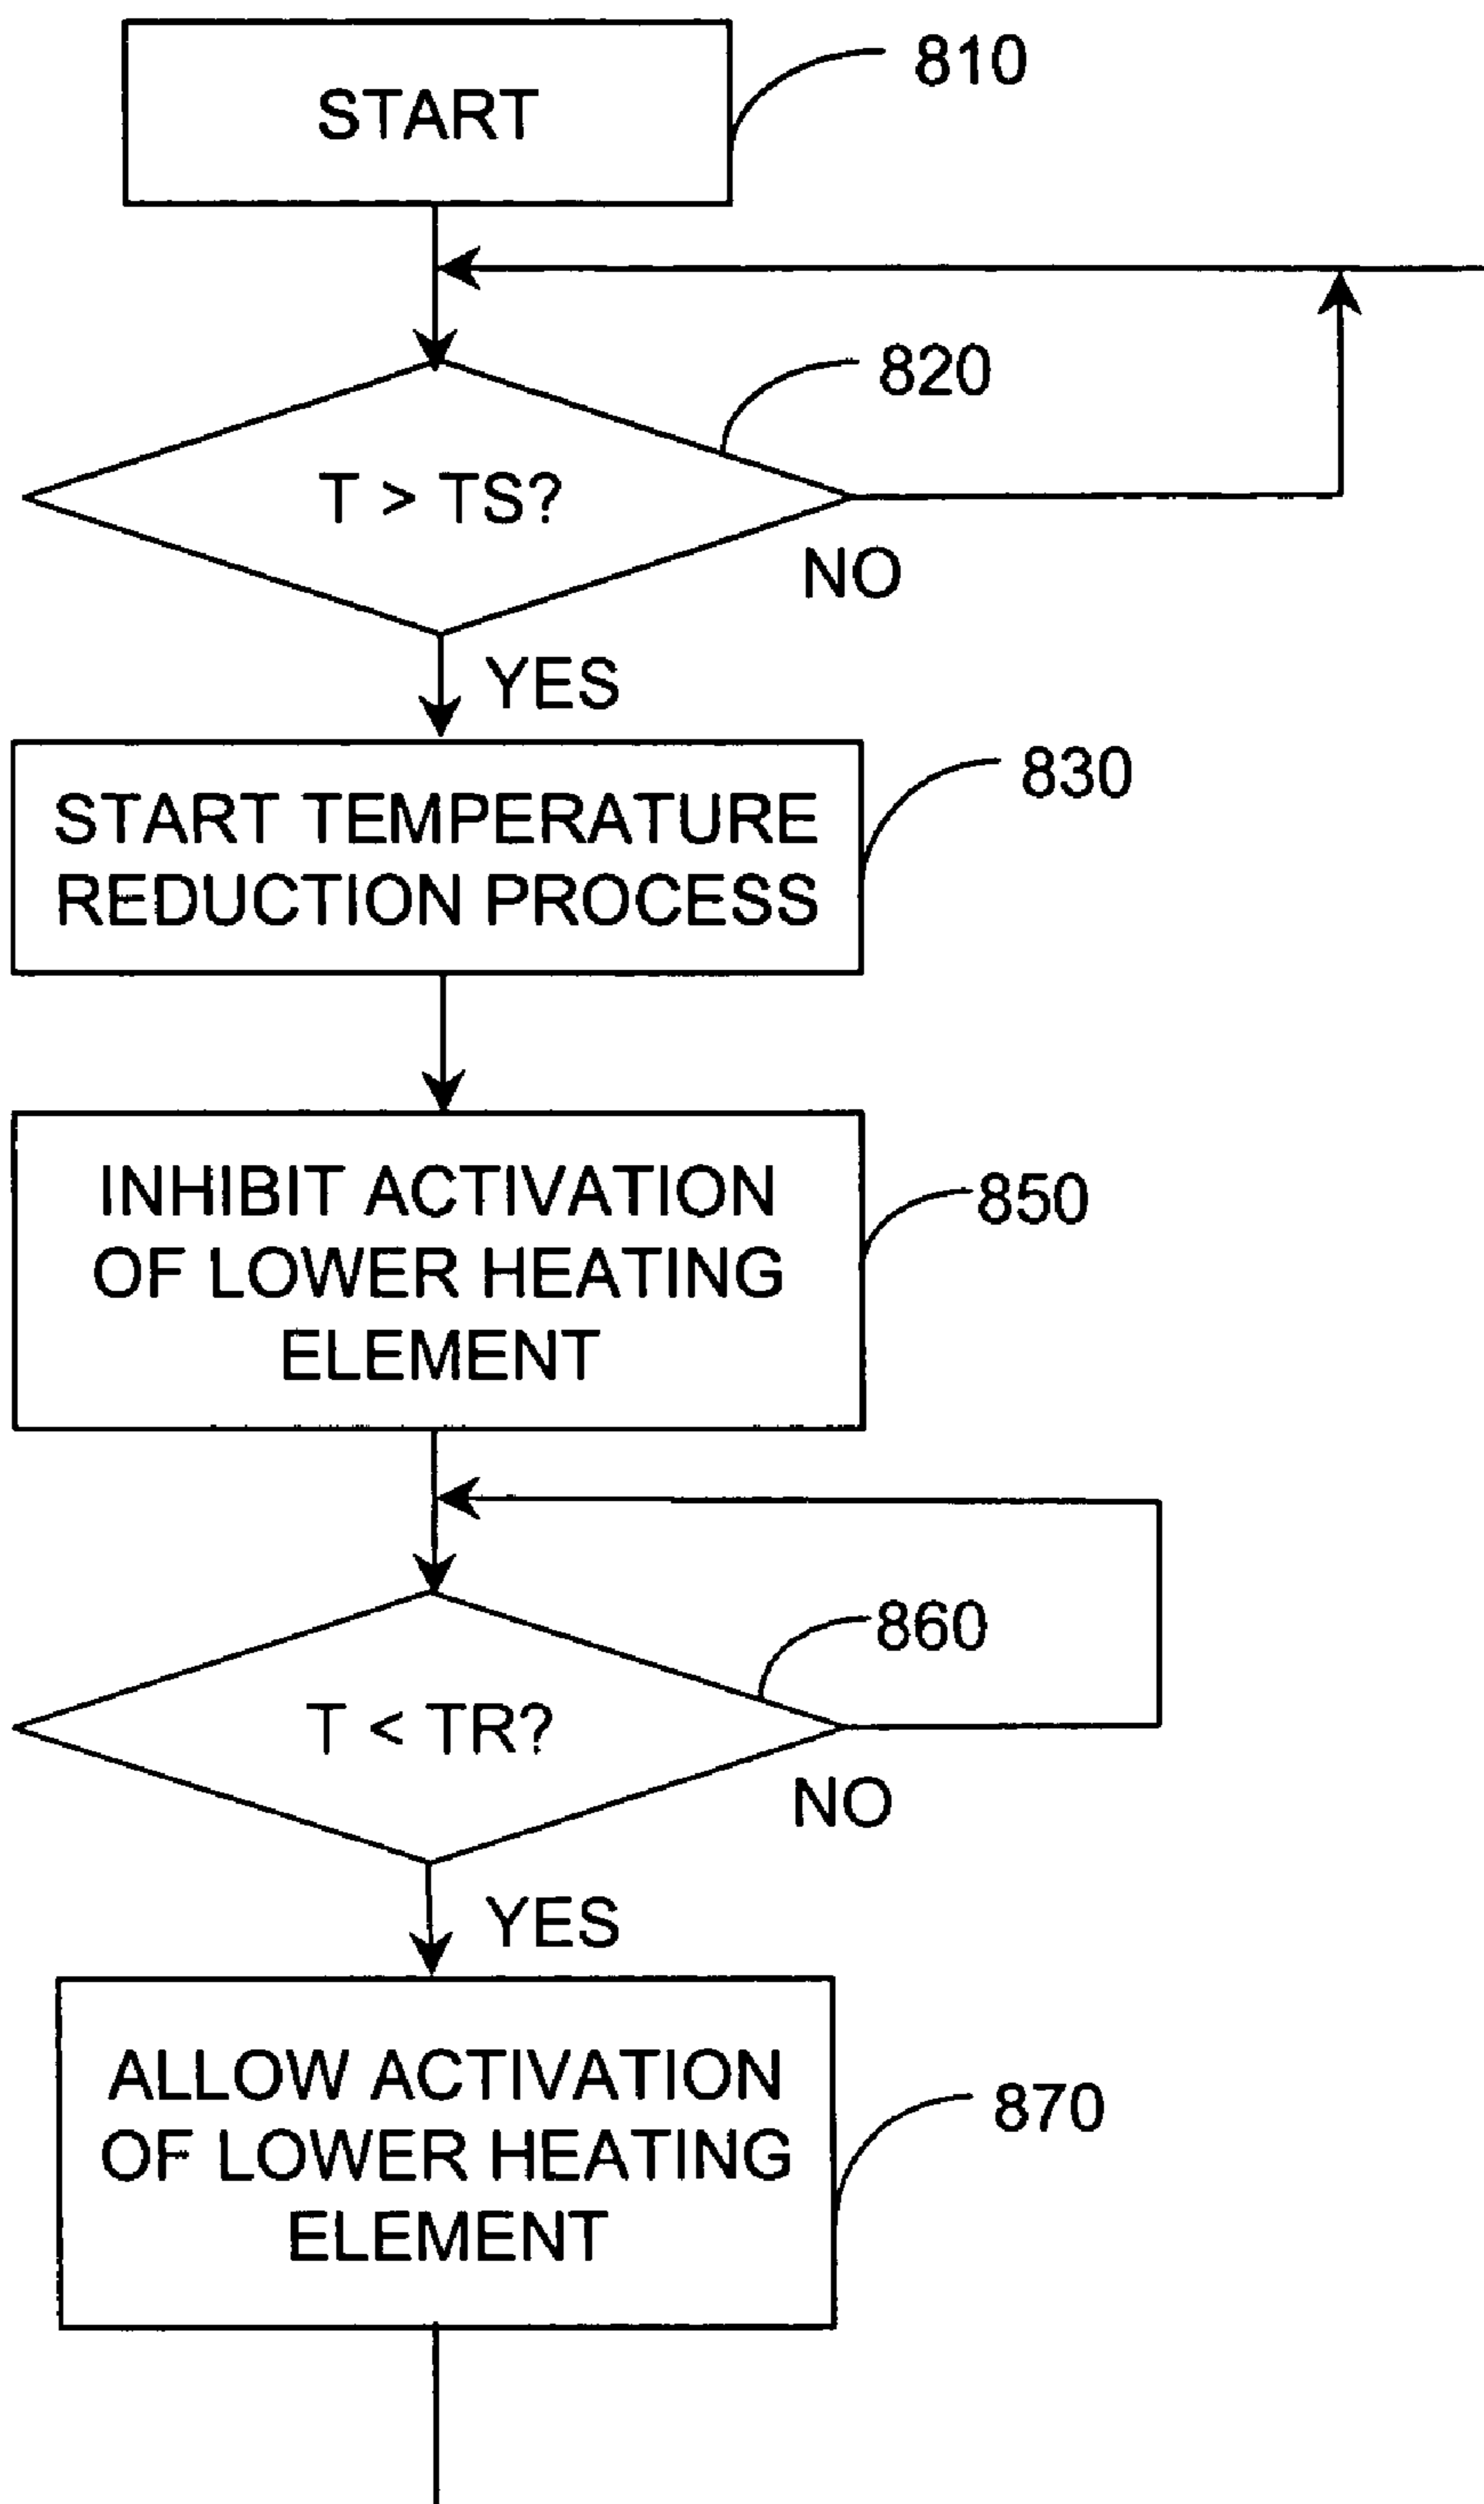 START
810
820
T > TS?
NO
YES
START TEMPERATURE
REDUCTION PROCESS
830
INHIBIT ACTIVATION
OF LOWER HEATING
ELEMENT
850
860
T < TR?
NO
YES
ALLOW ACTIVATION
OF LOWER HEATING
ELEMENT
870